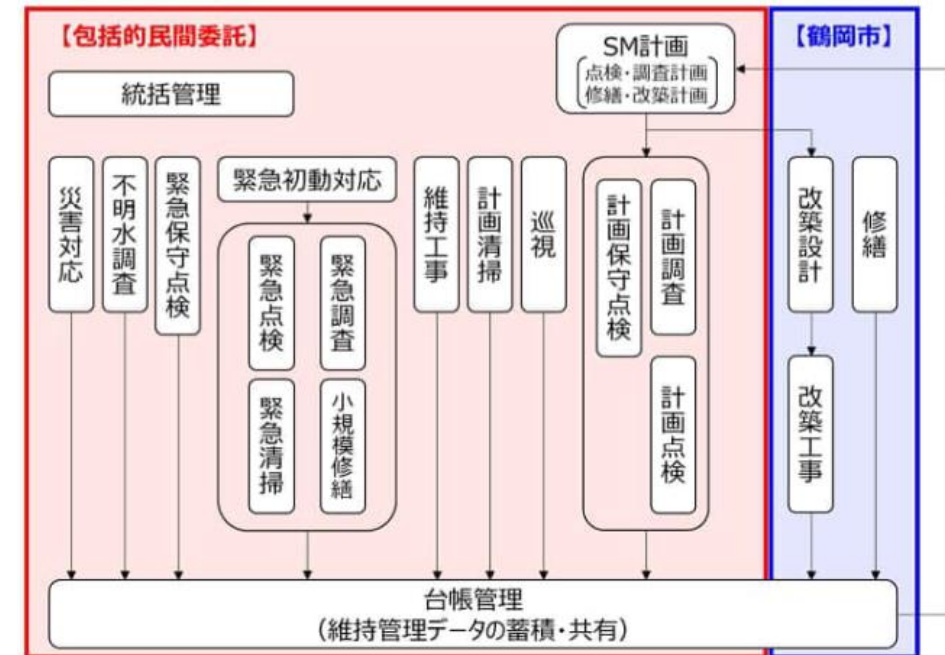 【包括的民間委託】
【鶴岡市】
SM計画
点検・調査計画
修繕・改築計画
統括管理
災害対応
不明水調査
緊急保守点検
緊急初動対応
緊急点検
緊急調査
緊急清掃
小規模修繕
維持工事
計画清掃
巡視
計画保守点検
計画調査
計画点検
改築設計
修繕
改築工事
台帳管理
（維持管理データの蓄積・共有）